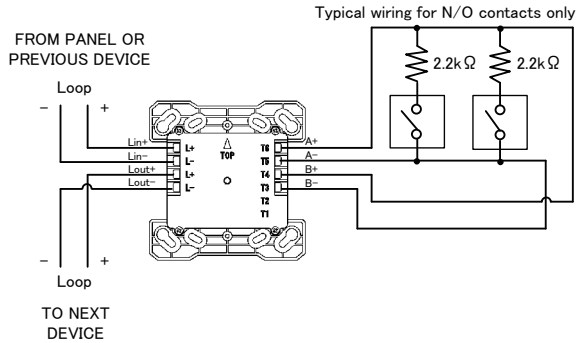 Typical wiring for N/O contacts only
FROM PANEL OR
PREVIOUS DEVICE
Loop
− +
2.2kΩ 2.2kΩ
Lin+ L+ TOP T6 A+
Lin− L− T5 A−
Lout+ L+ T4 B+
Lout− L− T3 B−
T2
T1
− +
Loop
TO NEXT
DEVICE